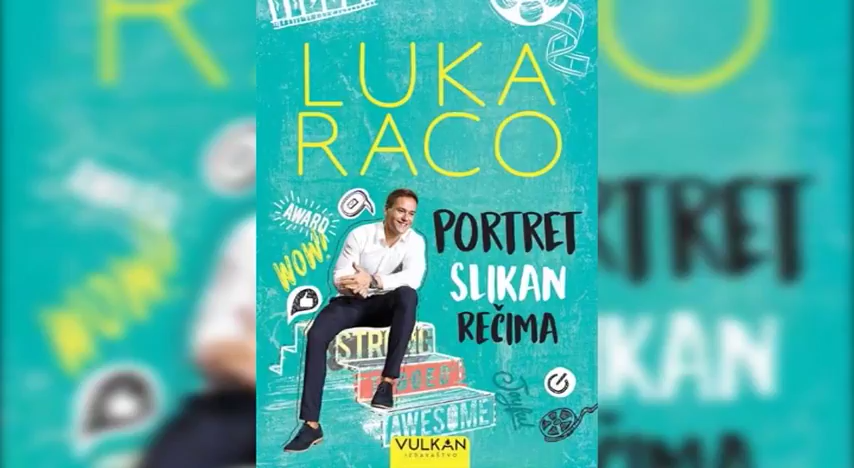 LUKA
RACO
AWARD
WOW!
PORTRET
SLIKAN
REČIMA
STRONG
AWESOME
VULKAN
IZDAVAŠTVO